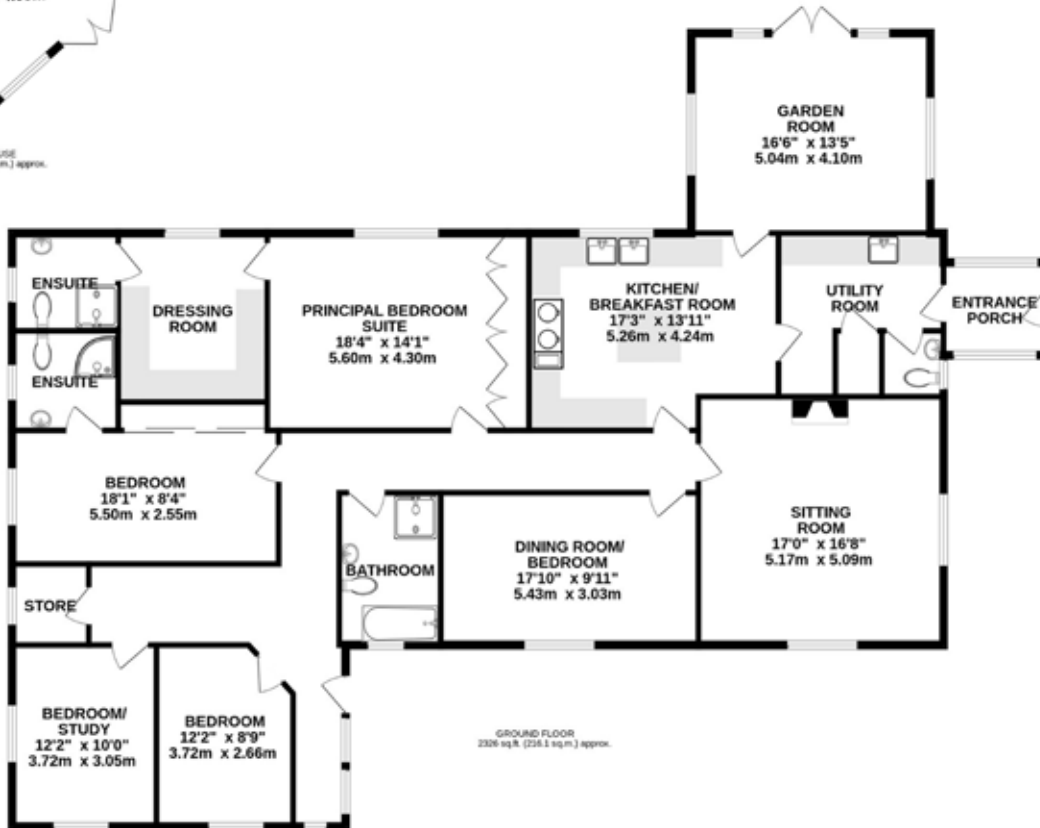 USE
m.) approx.
GARDEN
ROOM
16'6" x 13'5"
5.04m x 4.10m
ENSUITE
DRESSING
ROOM
PRINCIPAL BEDROOM
SUITE
18'4" x 14'1"
5.60m x 4.30m
KITCHEN/
BREAKFAST ROOM
17'3" x 13'11"
5.26m x 4.24m
UTILITY
ROOM
ENTRANCE
PORCH
ENSUITE
BEDROOM
18'1" x 8'4"
5.50m x 2.55m
SITTING
ROOM
17'0" x 16'8"
5.17m x 5.09m
DINING ROOM/
BEDROOM
17'10" x 9'11"
5.43m x 3.03m
BATHROOM
STORE
BEDROOM/
STUDY
12'2" x 10'0"
3.72m x 3.05m
BEDROOM
12'2" x 8'9"
3.72m x 2.66m
GROUND FLOOR
2326 sq.ft. (216.1 sq.m.) approx.